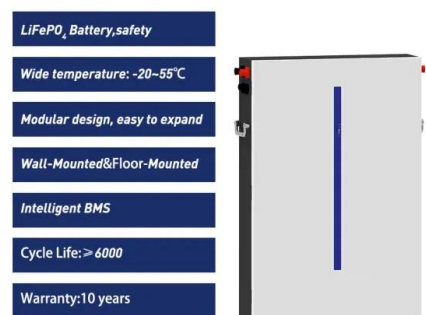 LiFePO₄ Battery,safety
Wide temperature: -20~55℃
Modular design, easy to expand
Wall-Mounted&Floor-Mounted
Intelligent BMS
Cycle Life:≥6000
Warranty:10 years